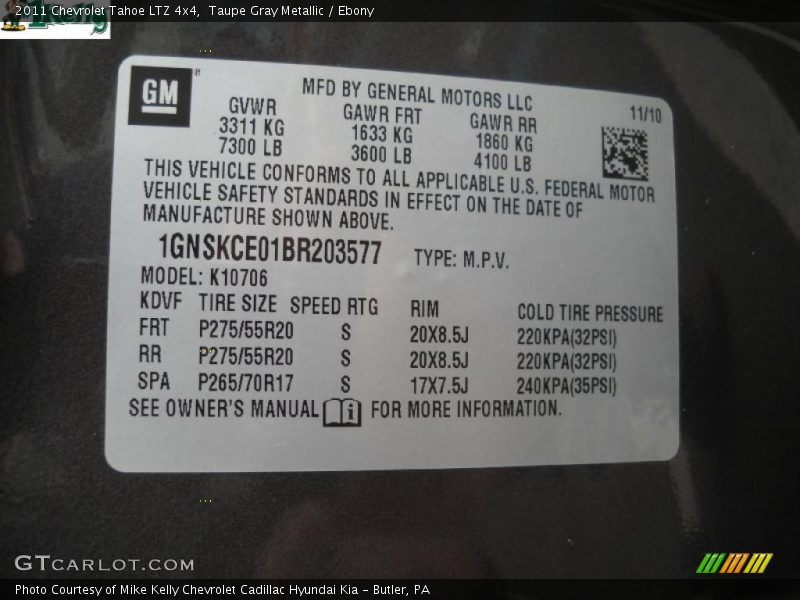 2011 Chevrolet Tahoe LTZ 4x4, Taupe Gray Metallic / Ebony
GM
MFD BY GENERAL MOTORS LLC
GVWR GAWR FRT GAWR RR 11/10
3311 KG 1633 KG 1860 KG
7300 LB 3600 LB 4100 LB
THIS VEHICLE CONFORMS TO ALL APPLICABLE U.S. FEDERAL MOTOR
VEHICLE SAFETY STANDARDS IN EFFECT ON THE DATE OF
MANUFACTURE SHOWN ABOVE.
1GNSKCE01BR203577 TYPE: M.P.V.
MODEL: K10706
KDVF TIRE SIZE SPEED RTG RIM COLD TIRE PRESSURE
FRT P275/55R20 S 20X8.5J 220KPA(32PSI)
RR P275/55R20 S 20X8.5J 220KPA(32PSI)
SPA P265/70R17 S 17X7.5J 240KPA(35PSI)
SEE OWNER'S MANUAL i FOR MORE INFORMATION.
GTCARLOT.COM
Photo Courtesy of Mike Kelly Chevrolet Cadillac Hyundai Kia - Butler, PA